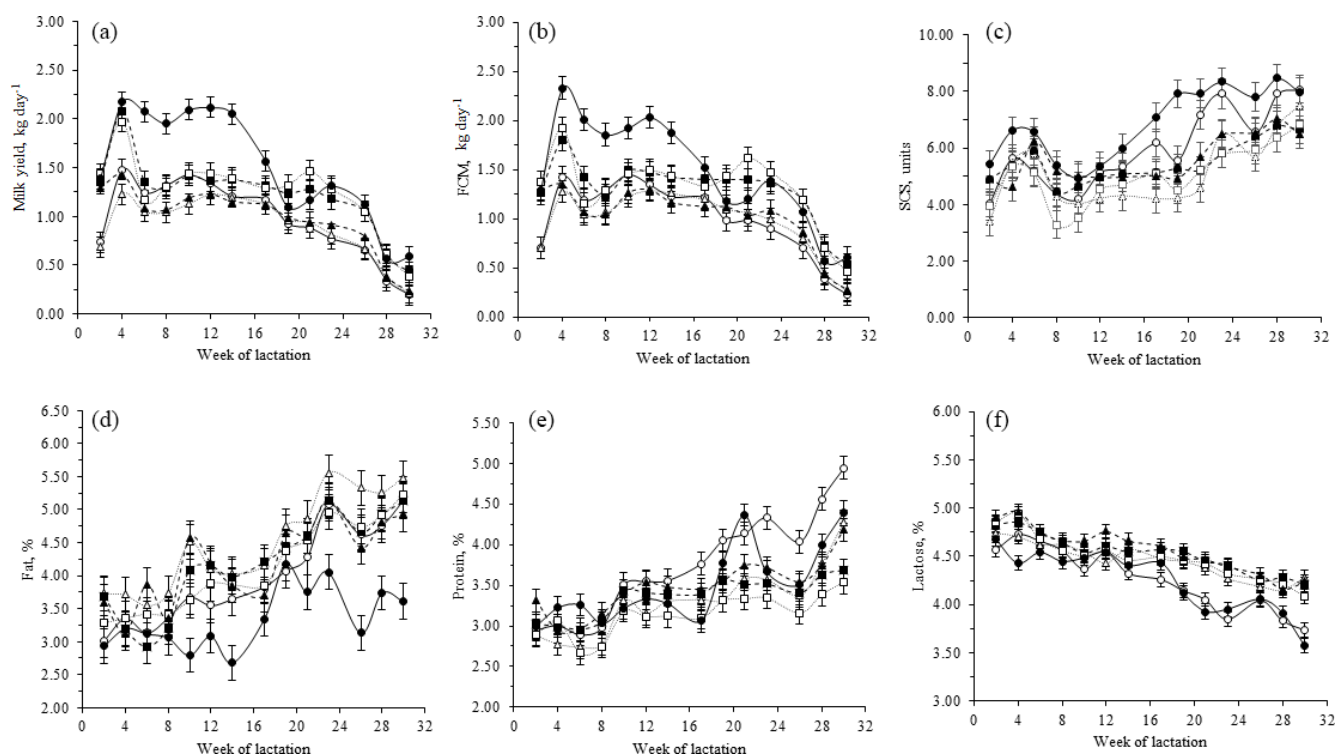 (a)
Milk yield, kg day-1
3.00
2.50
2.00
1.50
1.00
0.50
0.00
0 4 8 12 16 20 24 28 32
Week of lactation
(b)
FCM, kg day-1
3.00
2.50
2.00
1.50
1.00
0.50
0.00
0 4 8 12 16 20 24 28 32
Week of lactation
(c)
SCS, units
10.00
8.00
6.00
4.00
2.00
0.00
0 4 8 12 16 20 24 28 32
Week of lactation
(d)
Fat, %
6.50
6.00
5.50
5.00
4.50
4.00
3.50
3.00
2.50
2.00
0 4 8 12 16 20 24 28 32
Week of lactation
(e)
Protein, %
5.50
5.00
4.50
4.00
3.50
3.00
2.50
2.00
0 4 8 12 16 20 24 28 32
Week of lactation
(f)
Lactose, %
6.00
5.50
5.00
4.50
4.00
3.50
3.00
0 4 8 12 16 20 24 28 32
Week of lactation